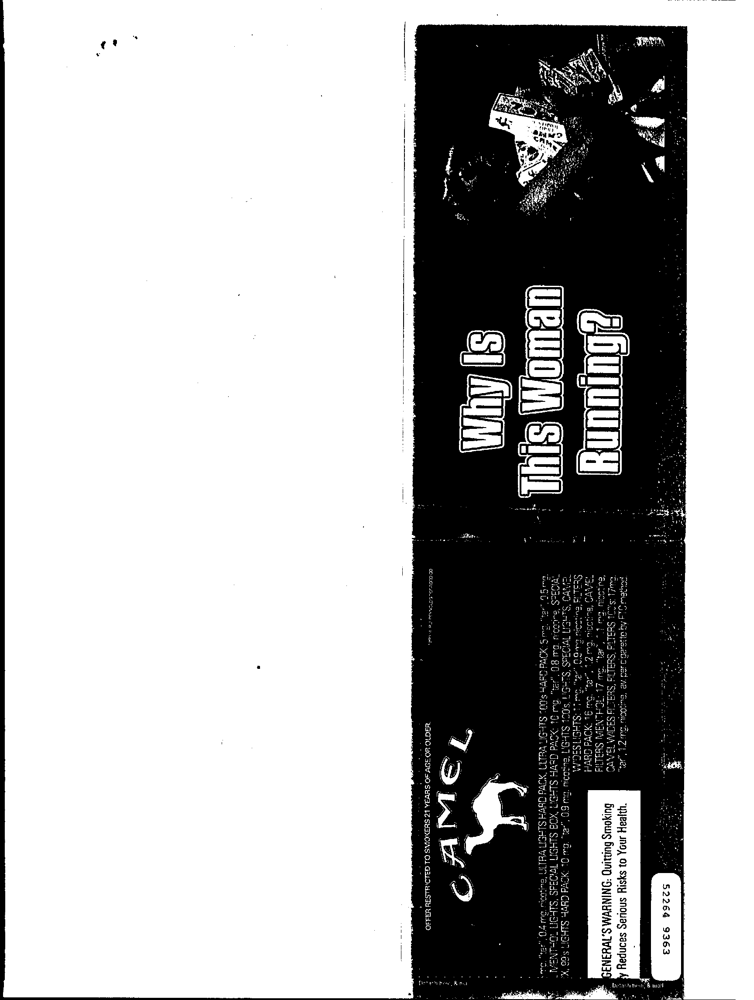 Why Is
This Woman
Running?
OFFER RESTRICTED TO SMOKERS 21 YEARS OF AGE OR OLDER.
CAMEL
mg. "tar", 0.4 mg. nicotine, ULTRA LIGHTS HARD PACK, ULTRA LIGHTS 100's HARD PACK: 5 mg. "tar", 0.5 mg.
MENTHOL LIGHTS, SPECIAL LIGHTS BOX, LIGHTS HARD PACK: 10 mg. "tar", 0.8 mg. nicotine, SPECIAL
X, 99's LIGHTS HARD PACK: 10 mg. "tar", 0.9 mg. nicotine, LIGHTS 100's, LIGHTS, SPECIAL LIGHTS, CAMEL
WIDES LIGHTS: 11 mg. "tar", 0.9 mg. nicotine, FILTERS
HARD PACK: 16 mg. "tar", 1.2 mg. nicotine, CAMEL
FILTERS MENTHOL: 17 mg. "tar", 1.1 mg. nicotine,
CAMEL WIDES FILTERS, FILTERS, FILTERS 100's: 17 mg.
"tar", 1.2 mg. nicotine, av. per cigarette by FTC method.
GENERAL'S WARNING: Quitting Smoking
y Reduces Serious Risks to Your Health.
52264 9363